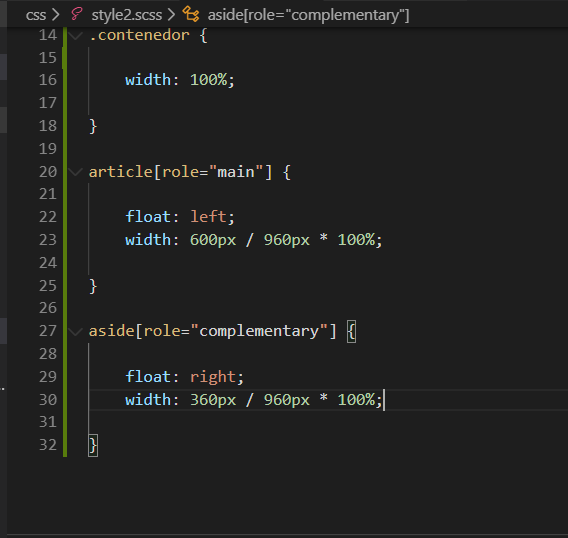 css > style2.scss > aside[role="complementary"]
14 .contenedor {
15
16 width: 100%;
17
18 }
19
20 article[role="main"] {
21
22 float: left;
23 width: 600px / 960px * 100%;
24
25 }
26
27 aside[role="complementary"] {
28
29 float: right;
30 width: 360px / 960px * 100%;
31
32 }